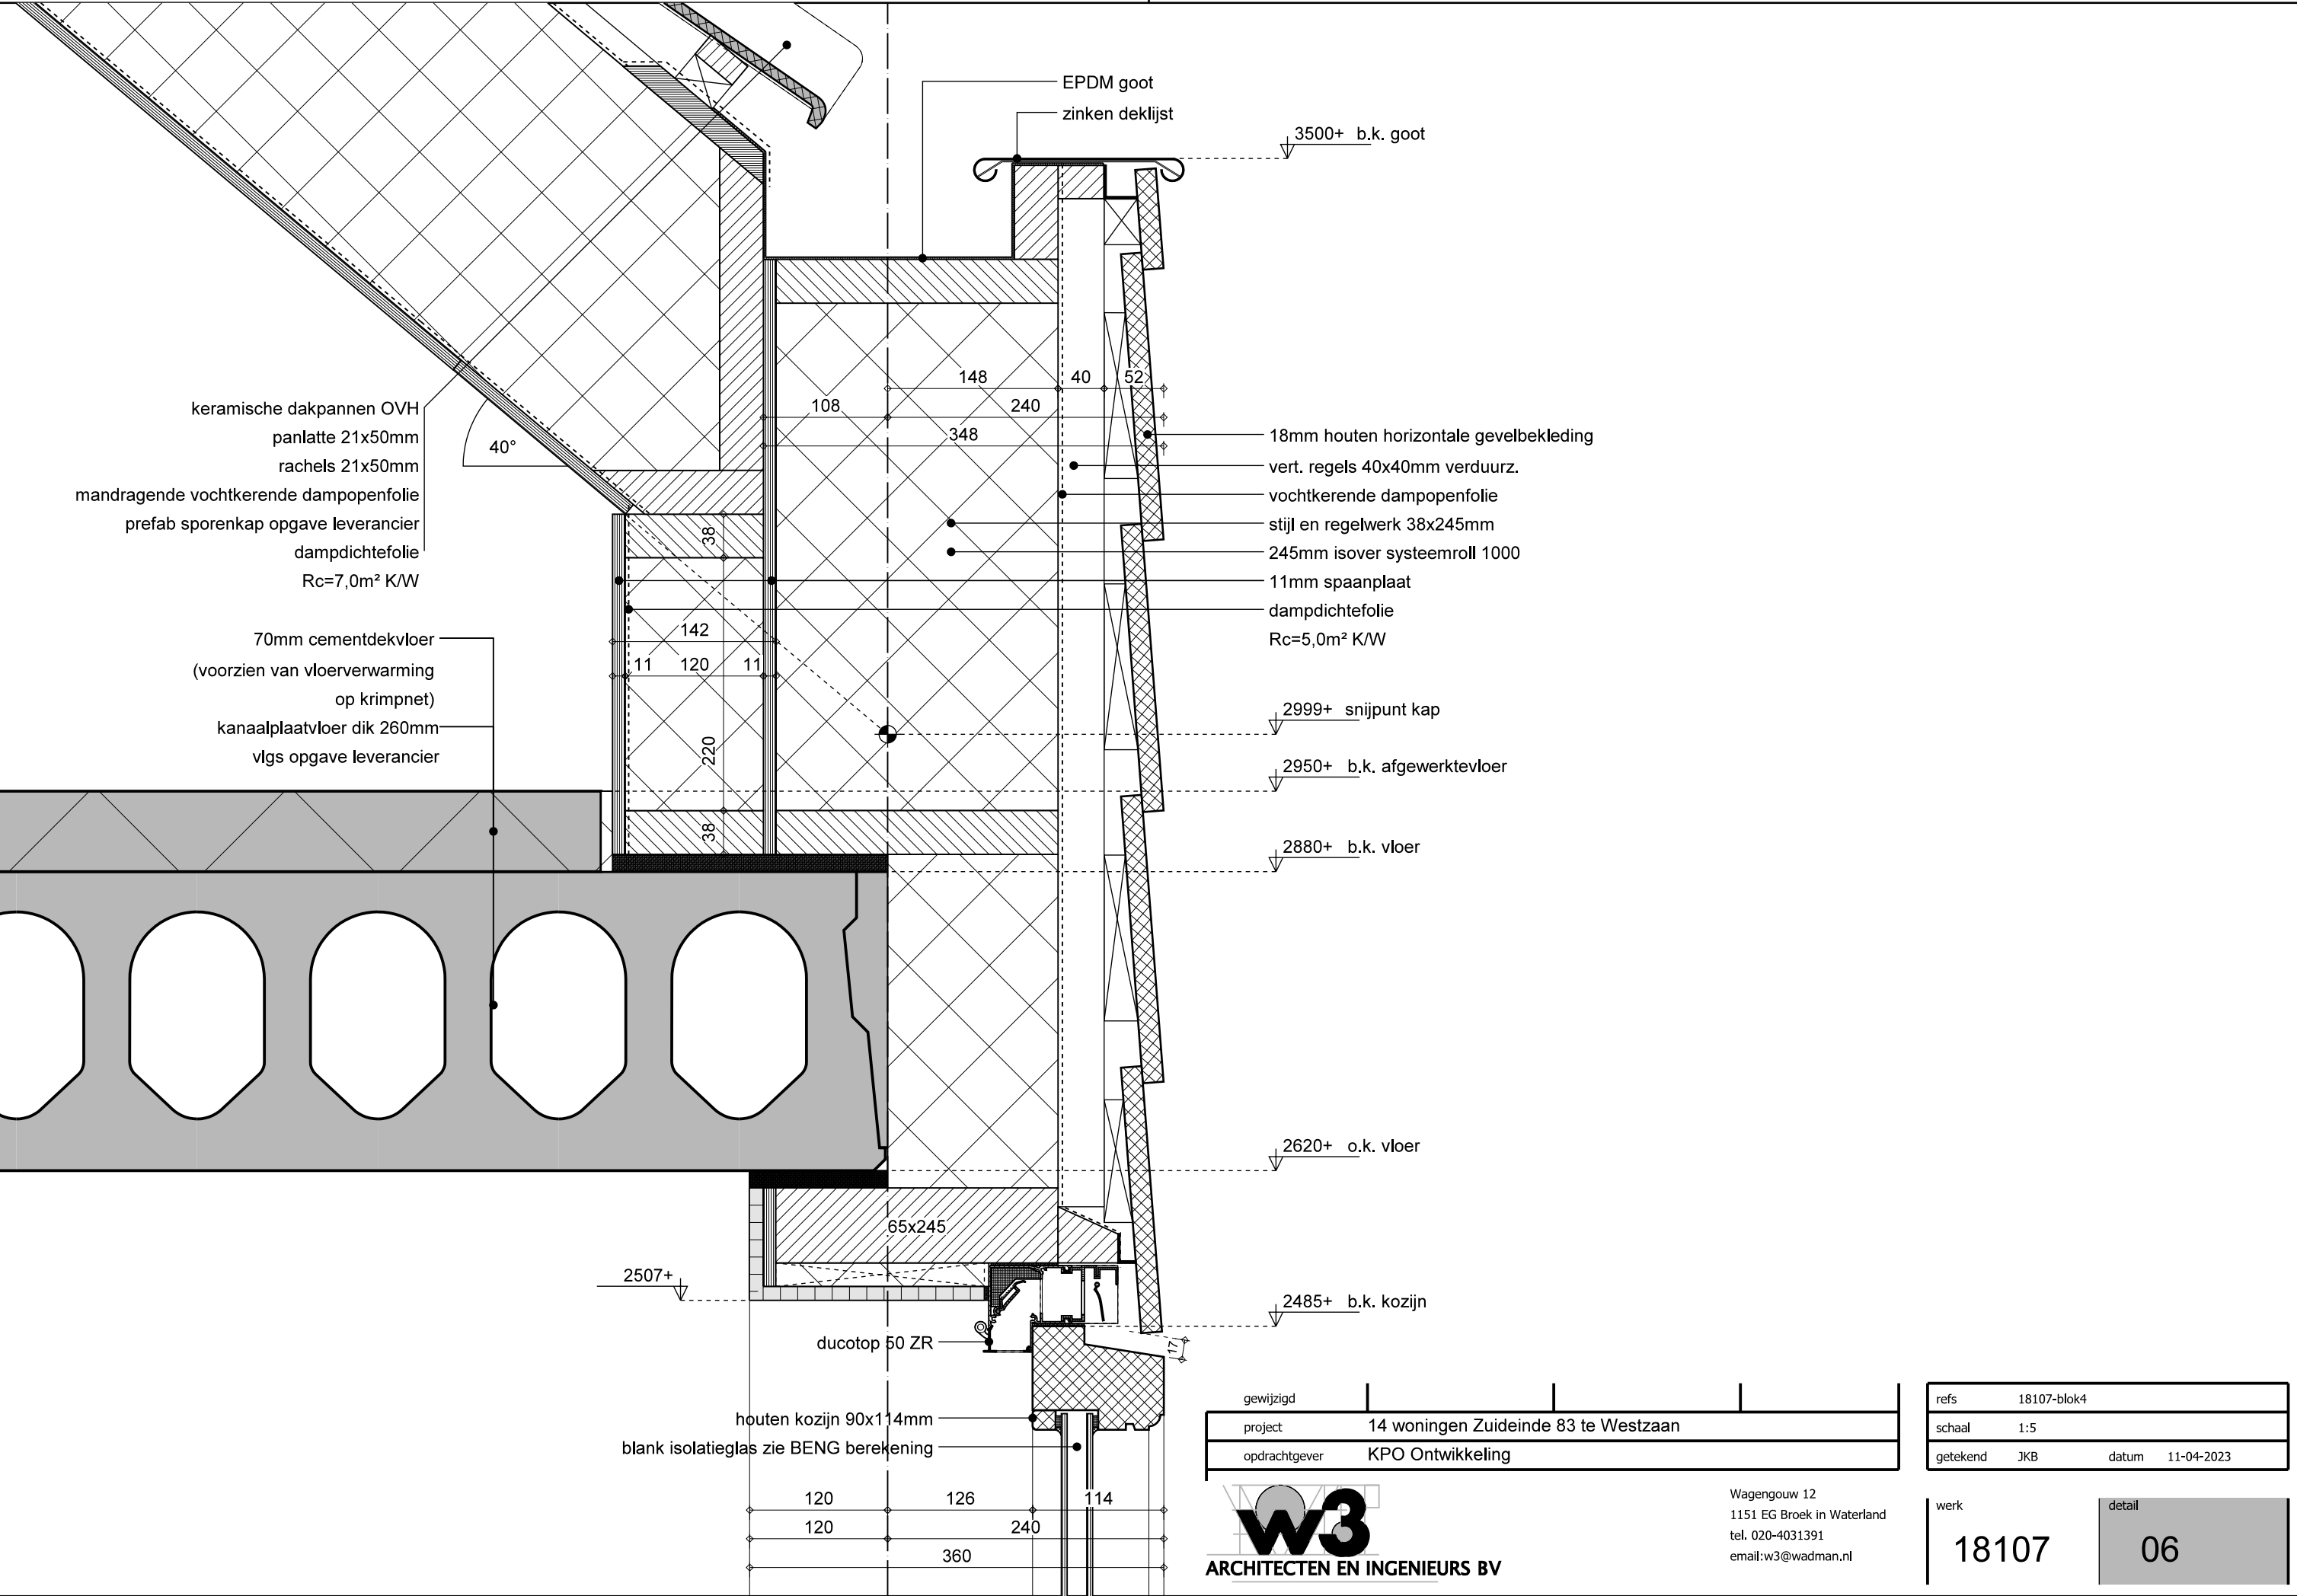 EPDM goot
zinken deklijst
3500+ b.k. goot
148 40 52
108 240
348
keramische dakpannen OVH
panlatte 21x50mm
rachels 21x50mm
mandragende vochtkerende dampopenfolie
prefab sporenkap opgave leverancier
dampdichtefolie
Rc=7,0m² K/W
40°
18mm houten horizontale gevelbekleding
vert. regels 40x40mm verduurz.
vochtkerende dampopenfolie
stijl en regelwerk 38x245mm
245mm isover systeemroll 1000
11mm spaanplaat
dampdichtefolie
Rc=5,0m² K/W
38
142
11 120 11
220
38
70mm cementdekvloer
(voorzien van vloerverwarming
op krimpnet)
kanaalplaatvloer dik 260mm
vlgs opgave leverancier
2999+ snijpunt kap
2950+ b.k. afgewerktevloer
2880+ b.k. vloer
2620+ o.k. vloer
65x245
2507+
2485+ b.k. kozijn
17
ducotop 50 ZR
houten kozijn 90x114mm
blank isolatieglas zie BENG berekening
120 126 114
120 240
360
gewijzigd
project 14 woningen Zuideinde 83 te Westzaan
opdrachtgever KPO Ontwikkeling
refs 18107-blok4
schaal 1:5
getekend JKB datum 11-04-2023
w3
ARCHITECTEN EN INGENIEURS BV
Wagengouw 12
1151 EG Broek in Waterland
tel. 020-4031391
email:w3@wadman.nl
werk 18107
detail 06